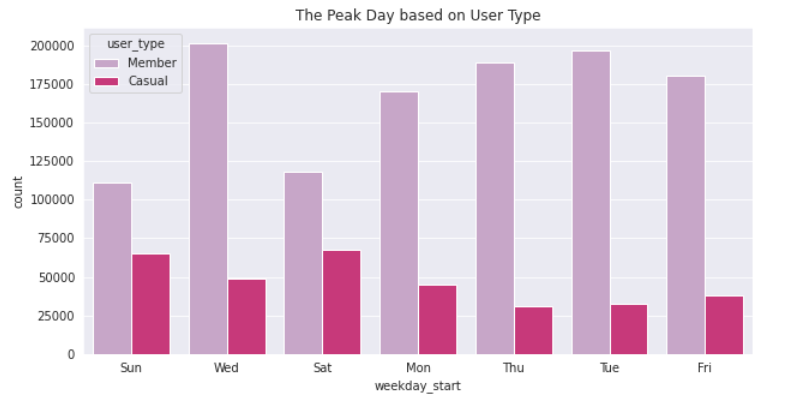 The Peak Day based on User Type
user_type
Member
Casual
200000
175000
150000
125000
100000
75000
50000
25000
0
count
Sun Wed Sat Mon Thu Tue Fri
weekday_start